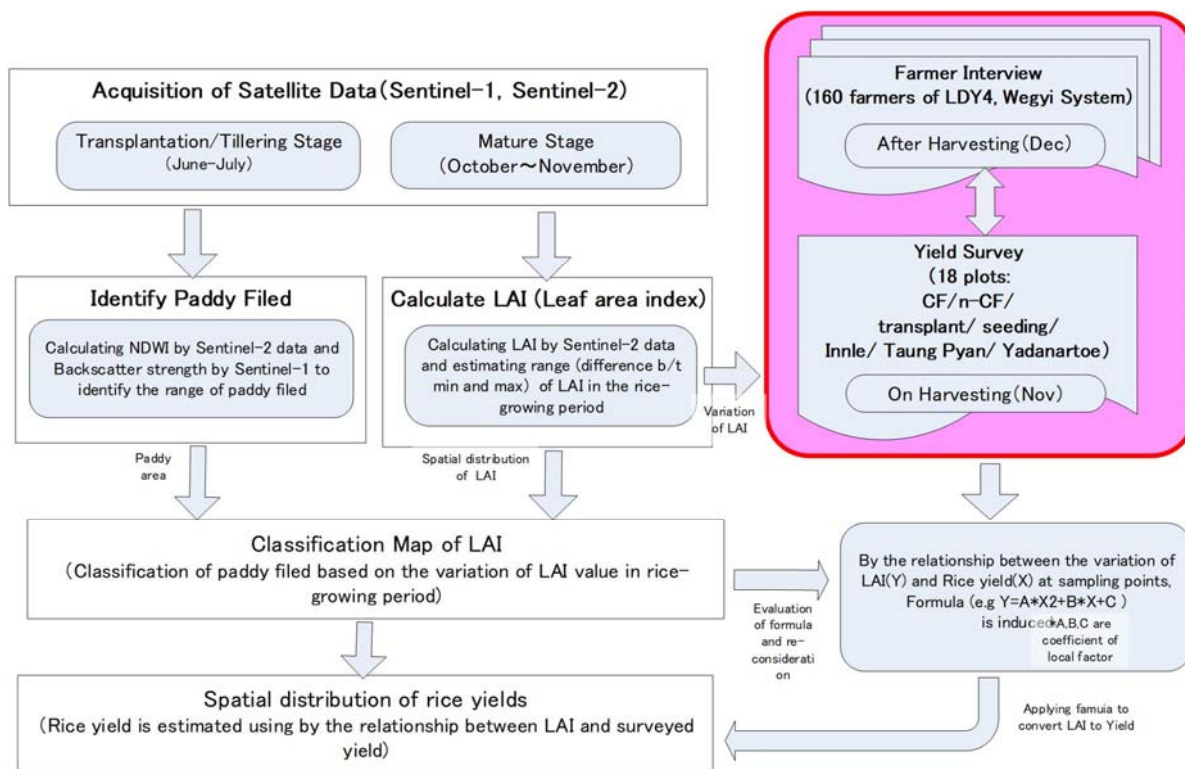 Acquisition of Satellite Data(Sentinel-1, Sentinel-2)
Transplantation/Tillering Stage
(June-July)
Mature Stage
(October～November)
Farmer Interview
(160 farmers of LDY4, Wegyi System)
After Harvesting(Dec)
Identify Paddy Filed
Calculating NDWI by Sentinel-2 data and
Backscatter strength by Sentinel-1 to
identify the range of paddy filed
Calculate LAI (Leaf area index)
Calculating LAI by Sentinel-2 data
and estimating range (difference b/t
min and max) of LAI in the rice-
growing period
Variation
of LAI
Yield Survey
(18 plots:
CF/n-CF/
transplant/ seeding/
Innle/ Taung Pyan/ Yadanartoe)
On Harvesting(Nov)
Paddy
area
Spatial distribution
of LAI
Classification Map of LAI
(Classification of paddy filed based on the variation of LAI value in rice-
growing period)
Evaluation
of formula
and re-
considerati
on
By the relationship between the variation of
LAI(Y) and Rice yield(X) at sampling points,
Formula (e.g Y=A*X2+B*X+C )
is induced
*A,B,C are
coefficient of
local factor
Spatial distribution of rice yields
(Rice yield is estimated using by the relationship between LAI and surveyed
yield)
Applying famuia to
convert LAI to Yield